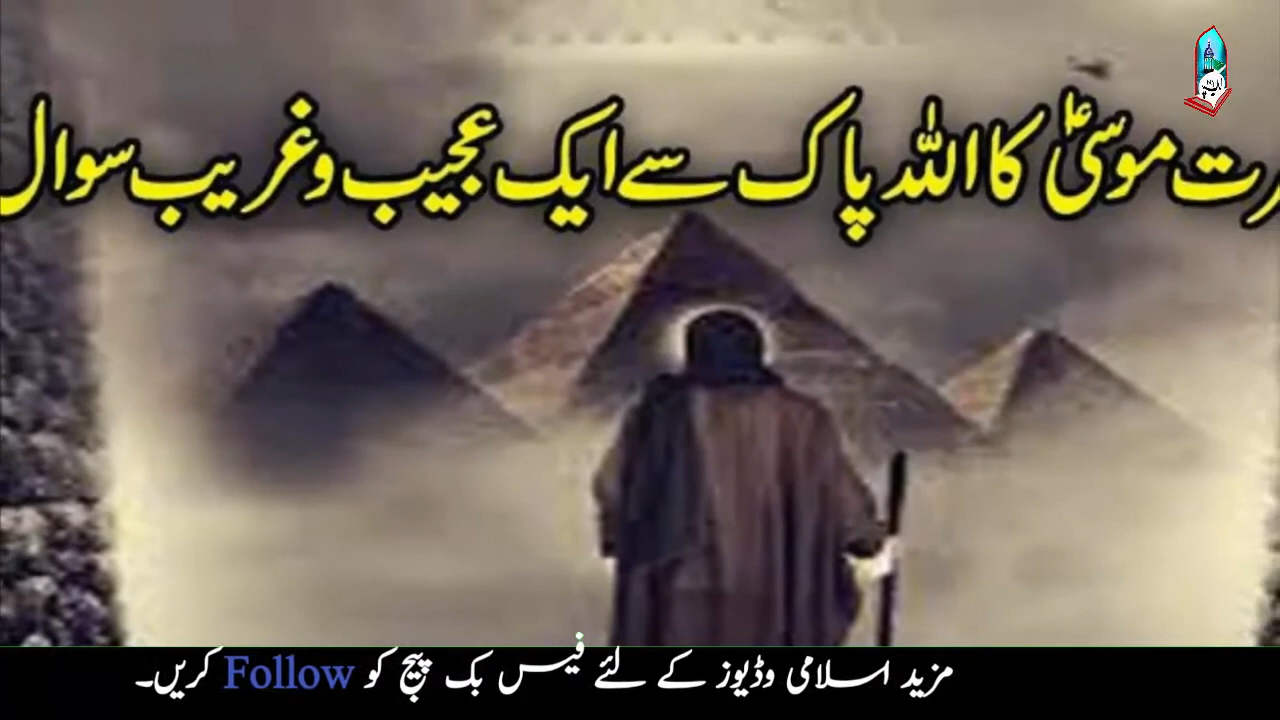 رت موسیٰؑ کا اللہ پاک سے ایک عجیب و غریب سوال
مزید اسلامی وڈیوز کے لئے فیس بک پیج کو Follow کریں۔